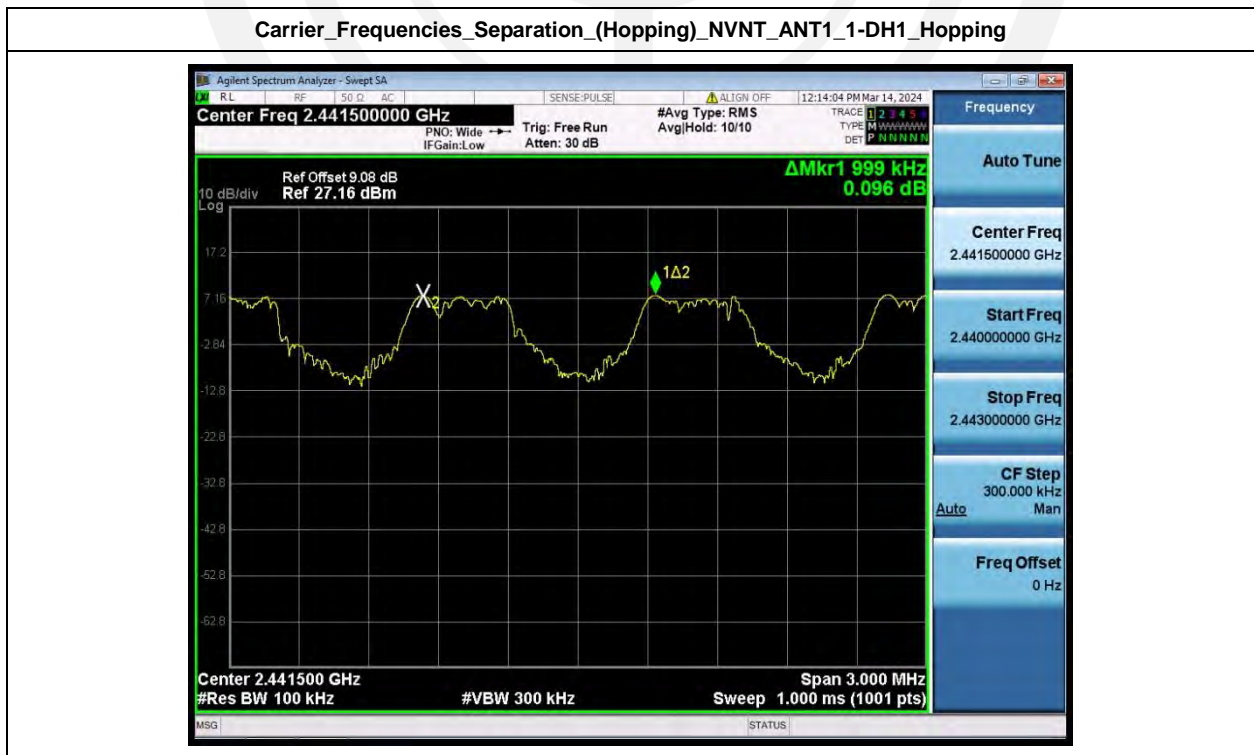 Carrier_Frequencies_Separation_(Hopping)_NVNT_ANT1_1-DH1_Hopping
Agilent Spectrum Analyzer - Swept SA
RL RF 50 Ω AC SENSE:PULSE ALIGN OFF 12:14:04 PM Mar 14, 2024
Center Freq 2.441500000 GHz
PNO: Wide
IFGain:Low
Trig: Free Run
Atten: 30 dB
#Avg Type: RMS
Avg|Hold: 10/10
TRACE 1 2 3 4 5 6
TYPE M WWWWW
DET P N N N N N
ΔMkr1 999 kHz
0.096 dB
Ref Offset 9.08 dB
10 dB/div Ref 27.16 dBm
Log
17.2
7.16
-2.84
-12.8
-22.8
-32.8
-42.8
-52.8
-62.8
X2
1Δ2
Center 2.441500 GHz Span 3.000 MHz
#Res BW 100 kHz #VBW 300 kHz Sweep 1.000 ms (1001 pts)
MSG STATUS
Frequency
Auto Tune
Center Freq
2.441500000 GHz
Start Freq
2.440000000 GHz
Stop Freq
2.443000000 GHz
CF Step
300.000 kHz
Auto Man
Freq Offset
0 Hz